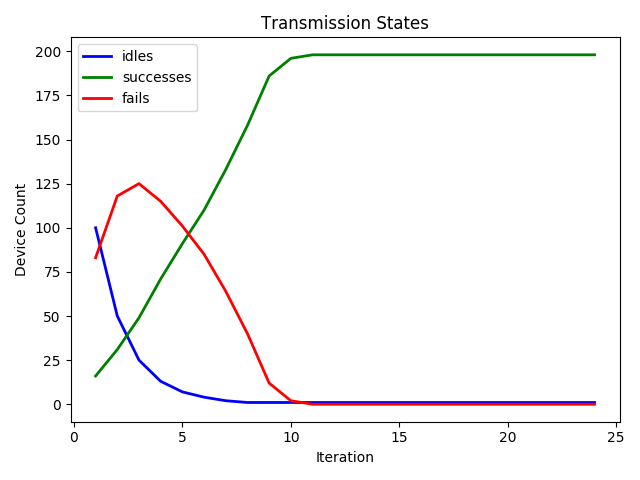 Transmission States
idles
successes
fails
Device Count
200
175
150
125
100
75
50
25
0
0 5 10 15 20 25
Iteration